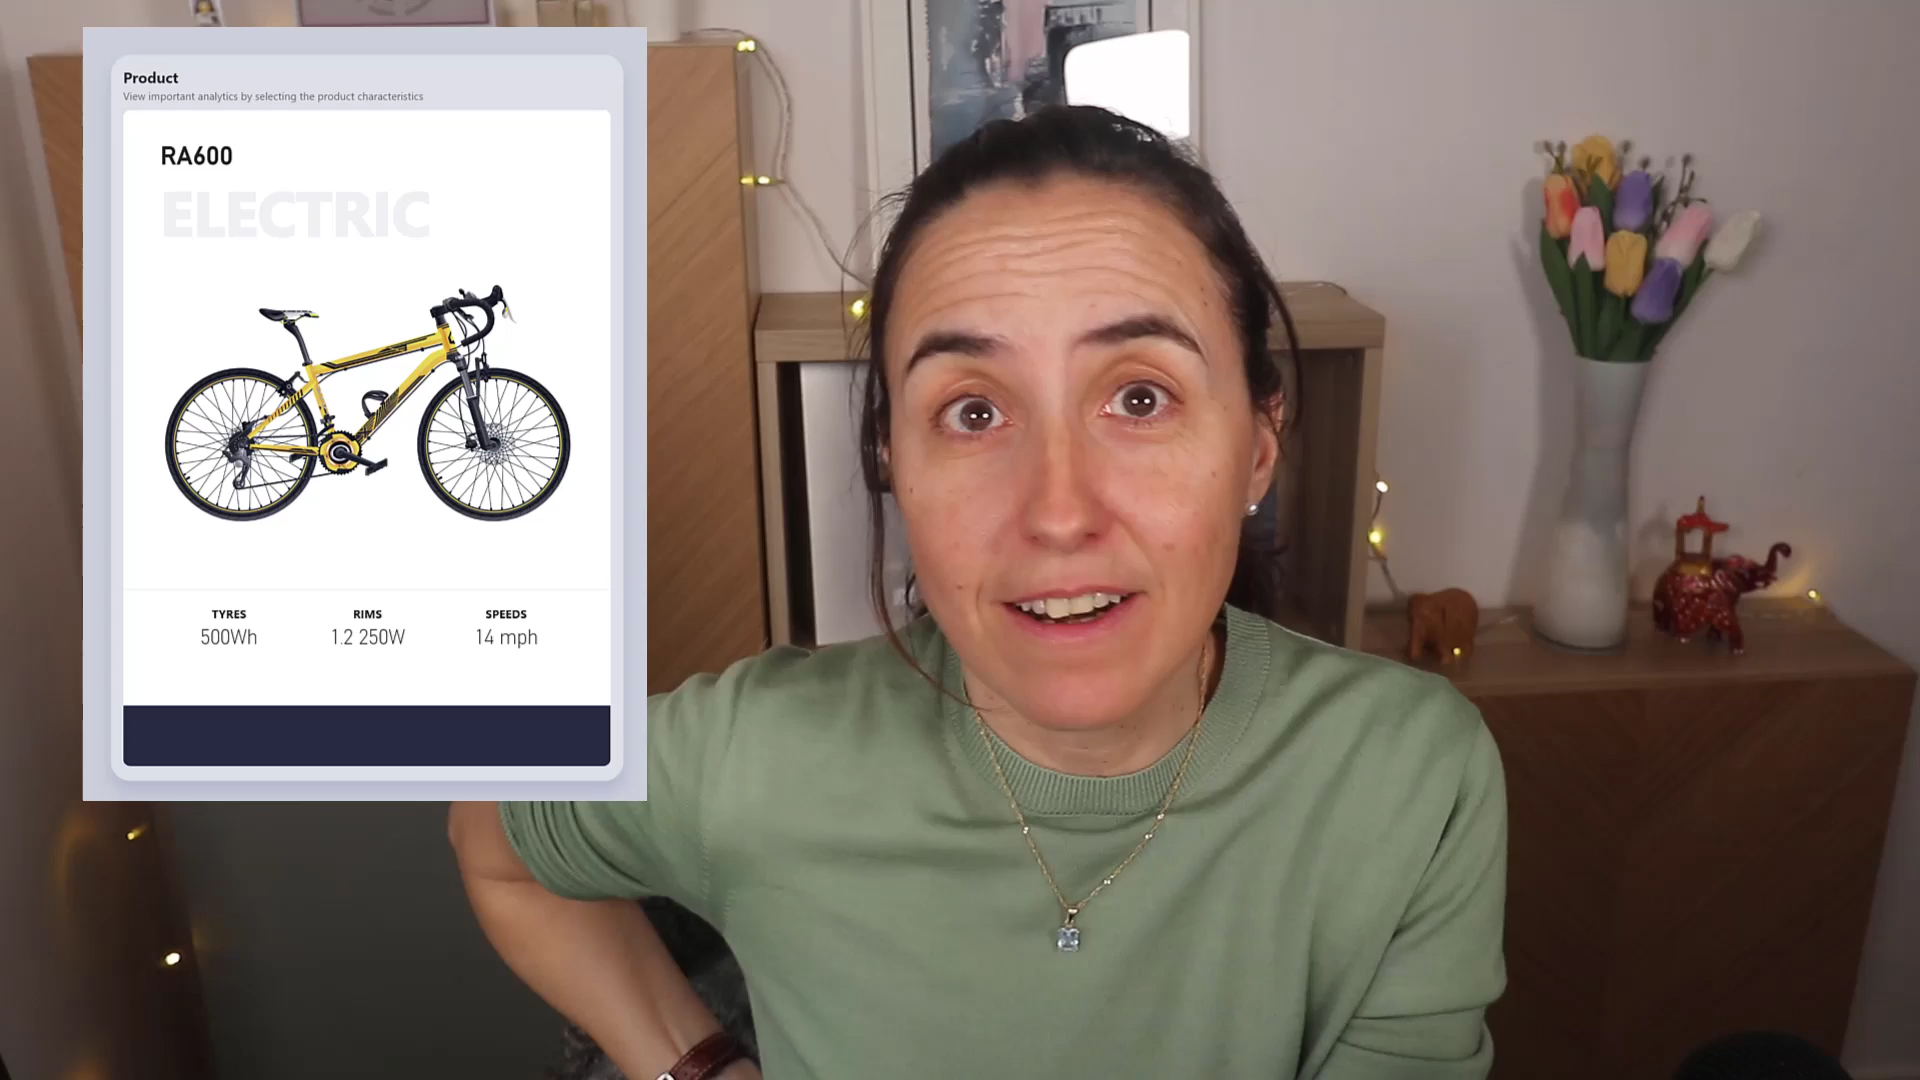 Product
View important analytics by selecting the product characteristics
RA600
ELECTRIC
TYRES RIMS SPEEDS
500Wh 1.2 250W 14 mph